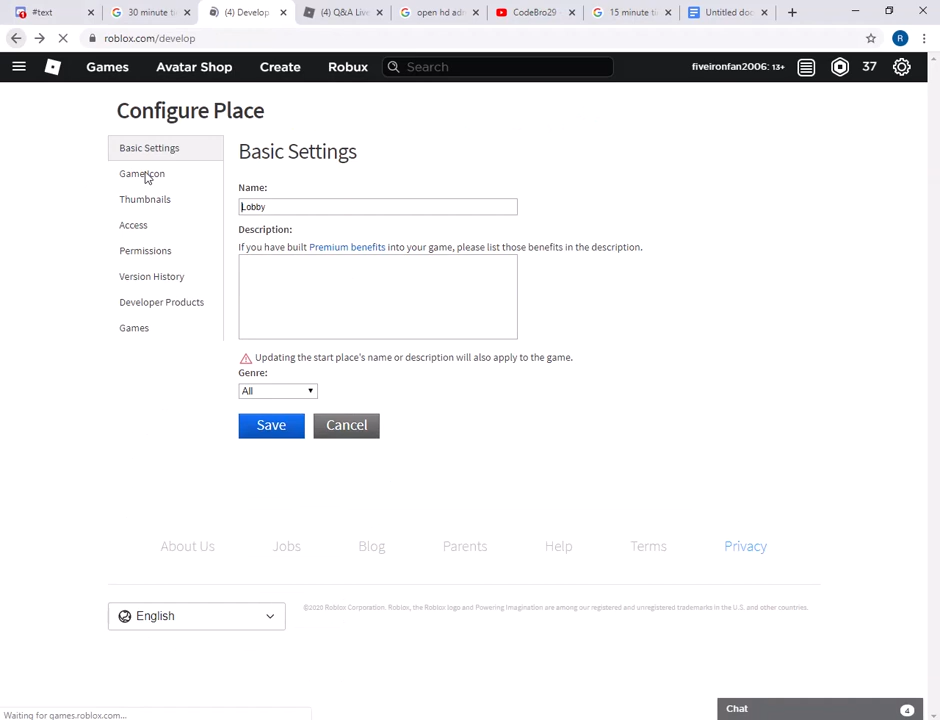 #text
30 minute ti
(4) Develop
(4) Q&A Live
open hd ad
CodeBro29
15 minute ti
Untitled doc
roblox.com/develop
R
Games
Avatar Shop
Create
Robux
Search
fiveironfan2006: 13+
37
Configure Place
Basic Settings
Game Icon
Thumbnails
Access
Permissions
Version History
Developer Products
Games
Basic Settings
Name:
Lobby
Description:
If you have built Premium benefits into your game, please list those benefits in the description.
Updating the start place's name or description will also apply to the game.
Genre:
All
Save
Cancel
About Us
Jobs
Blog
Parents
Help
Terms
Privacy
English
©2020 Roblox Corporation. Roblox, the Roblox logo and Powering Imagination are among our registered and unregistered trademarks in the U.S. and other countries.
Waiting for games.roblox.com...
Chat
4